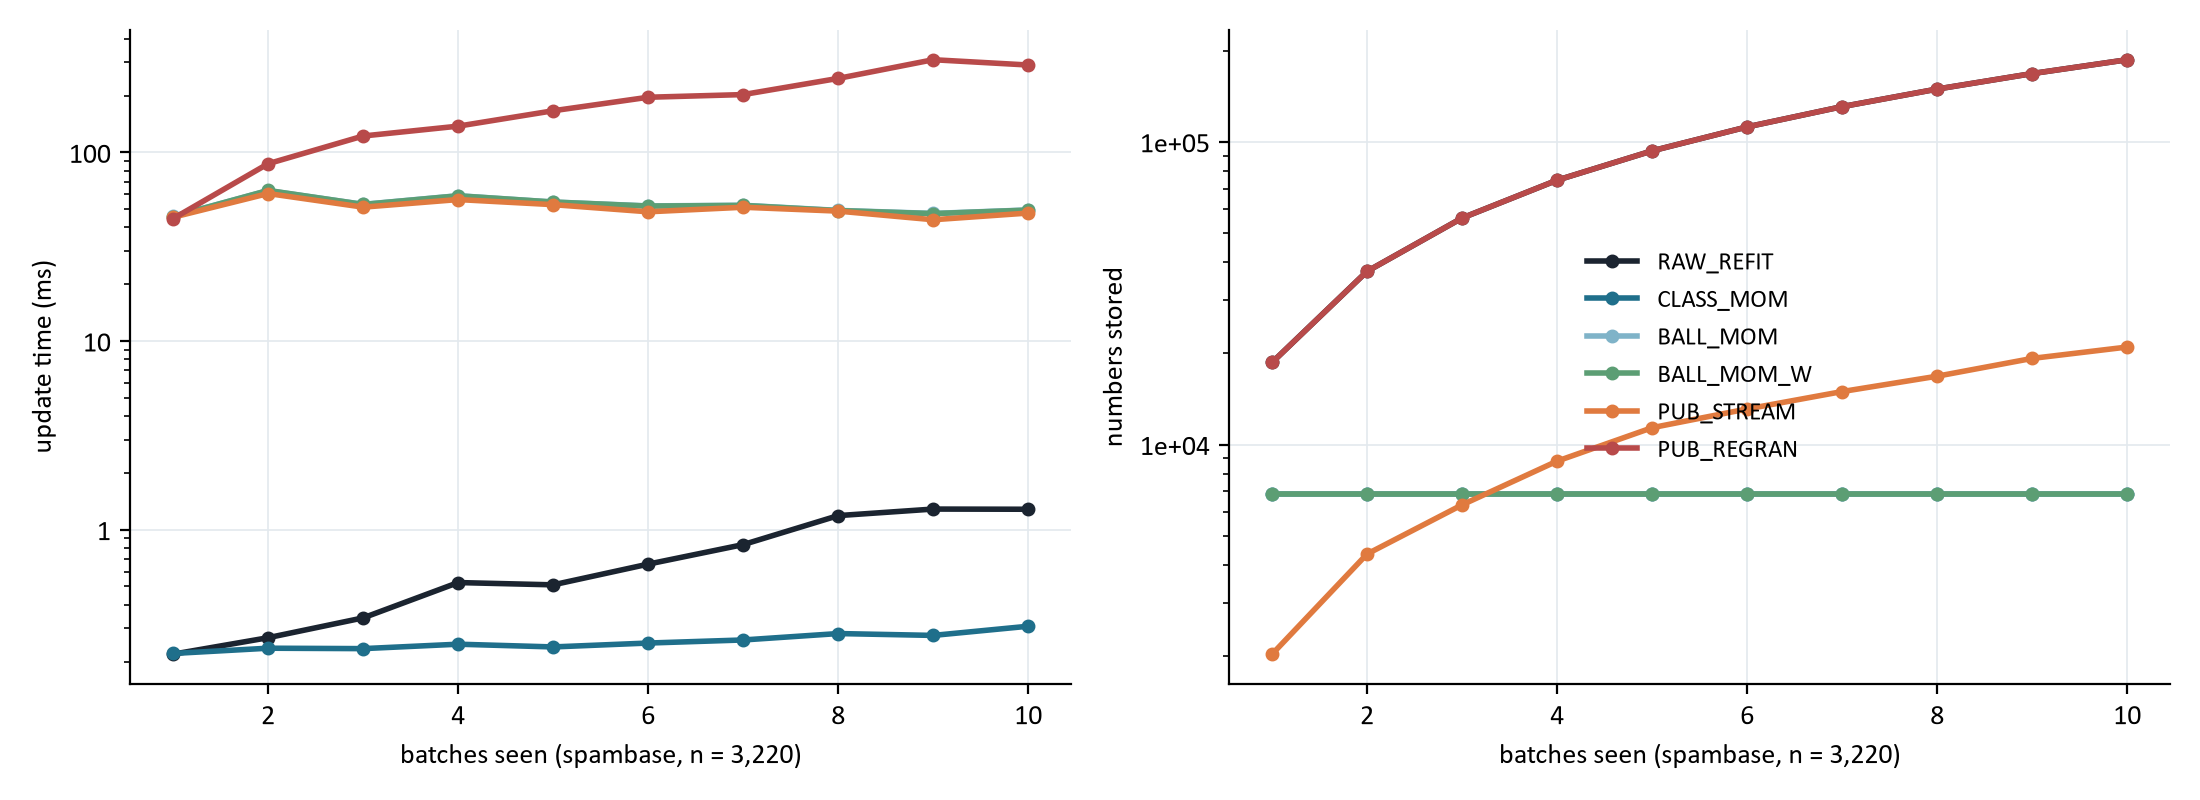 100
10
1
update time (ms)
2 4 6 8 10
batches seen (spambase, n = 3,220)
1e+05
1e+04
numbers stored
RAW_REFIT
CLASS_MOM
BALL_MOM
BALL_MOM_W
PUB_STREAM
PUB_REGRAN
2 4 6 8 10
batches seen (spambase, n = 3,220)